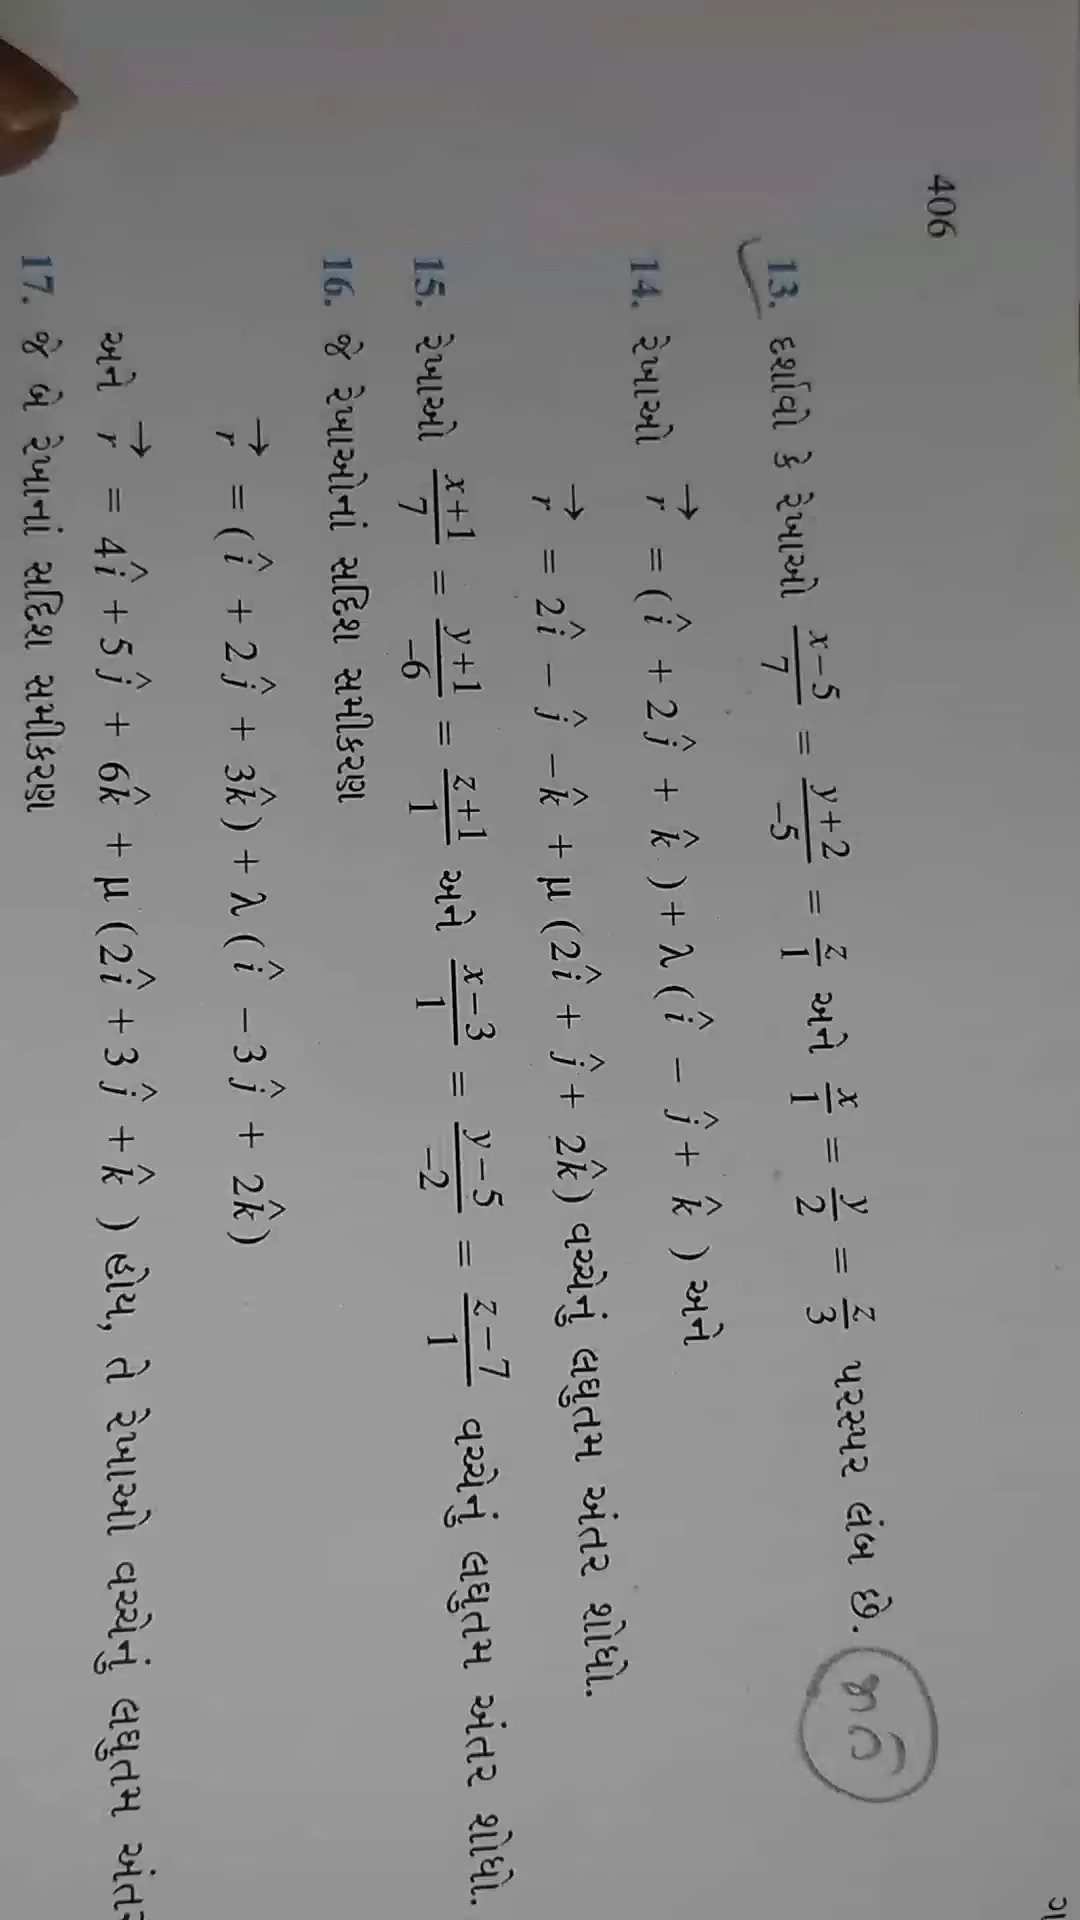 406
13. દર્શાવો કે રેખાઓ (x−5)/7 = (y+2)/−5 = z/1 અને x/1 = y/2 = z/3 પરસ્પર લંબ છે.
14. રેખાઓ r⃗ = (î + 2ĵ + k̂) + λ(î − ĵ + k̂) અને
r⃗ = 2î − ĵ − k̂ + μ(2î + ĵ + 2k̂) વચ્ચેનું લઘુતમ અંતર શોધો.
15. રેખાઓ (x+1)/7 = (y+1)/−6 = (z+1)/1 અને (x−3)/1 = (y−5)/−2 = (z−7)/1 વચ્ચેનું લઘુતમ અંતર શોધો.
16. જે રેખાઓનાં સદિશ સમીકરણ
r⃗ = (î + 2ĵ + 3k̂) + λ(î − 3ĵ + 2k̂)
અને r⃗ = 4î + 5ĵ + 6k̂ + μ(2î + 3ĵ + k̂) હોય, તે રેખાઓ વચ્ચેનું લઘુતમ અંતર
17. જે બે રેખાનાં સદિશ સમીકરણ